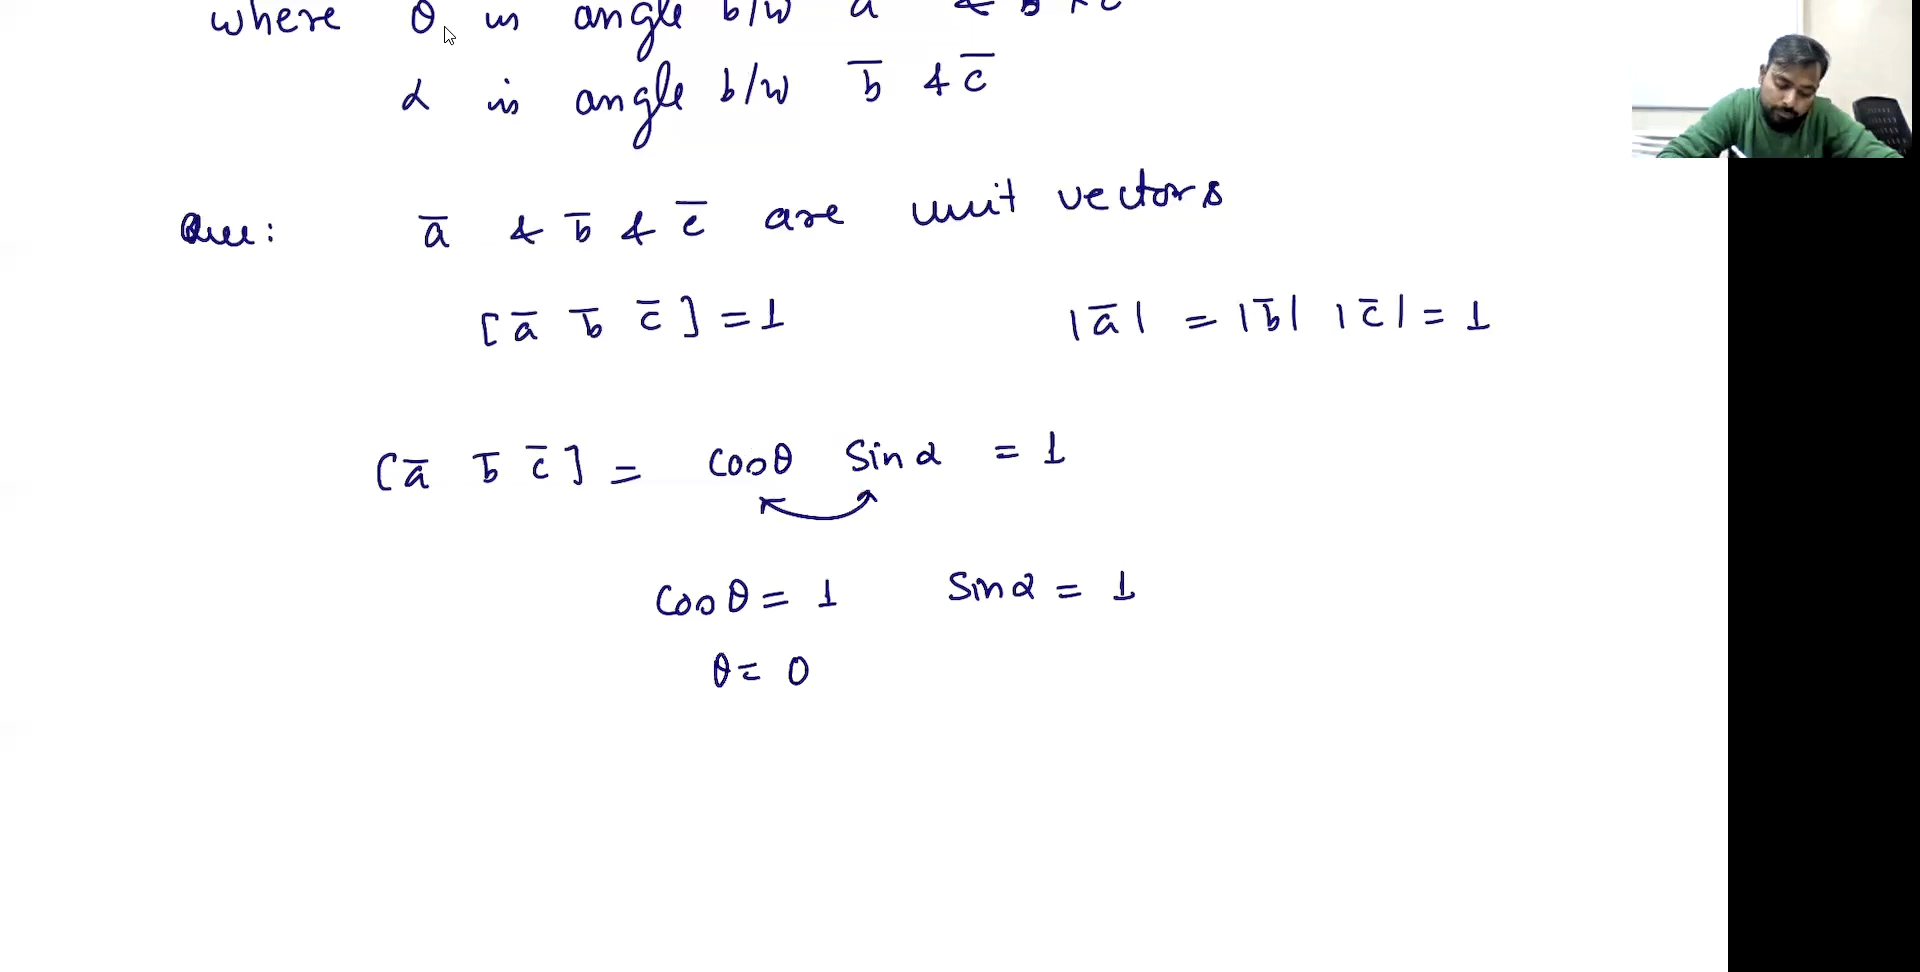 where θ is angle b/w a̅ & b̅ × c̅
α is angle b/w b̅ & c̅
Que: a̅ & b̅ & c̅ are unit vectors
[a̅ b̅ c̅] = 1 |a̅| = |b̅| |c̅| = 1
[a̅ b̅ c̅] = cosθ sinα = 1
cosθ = 1 sinα = 1
θ = 0